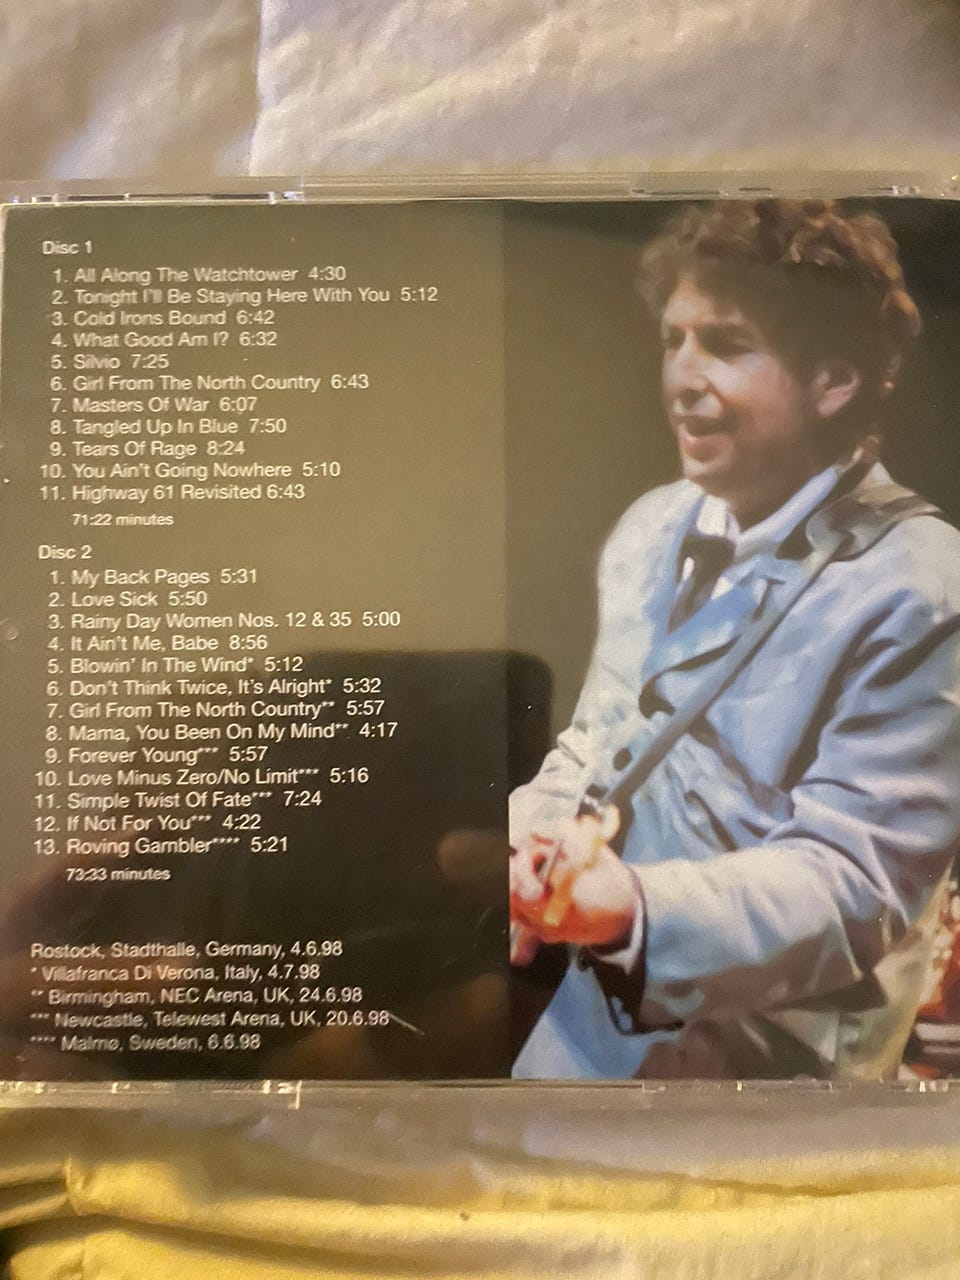 Disc 1
1. All Along The Watchtower 4:30
2. Tonight I'll Be Staying Here With You 5:12
3. Cold Irons Bound 6:42
4. What Good Am I? 6:32
5. Silvio 7:25
6. Girl From The North Country 6:43
7. Masters Of War 6:07
8. Tangled Up In Blue 7:50
9. Tears Of Rage 8:24
10. You Ain't Going Nowhere 5:10
11. Highway 61 Revisited 6:43
71:22 minutes
Disc 2
1. My Back Pages 5:31
2. Love Sick 5:50
3. Rainy Day Women Nos. 12 & 35 5:00
4. It Ain't Me, Babe 8:56
5. Blowin' In The Wind* 5:12
6. Don't Think Twice, It's Alright* 5:32
7. Girl From The North Country** 5:57
8. Mama, You Been On My Mind** 4:17
9. Forever Young*** 5:57
10. Love Minus Zero/No Limit*** 5:16
11. Simple Twist Of Fate*** 7:24
12. If Not For You*** 4:22
13. Roving Gambler**** 5:21
73:33 minutes
Rostock, Stadthalle, Germany, 4.6.98
* Villafranca Di Verona, Italy, 4.7.98
** Birmingham, NEC Arena, UK, 24.6.98
*** Newcastle, Telewest Arena, UK, 20.6.98
**** Malmo, Sweden, 6.6.98